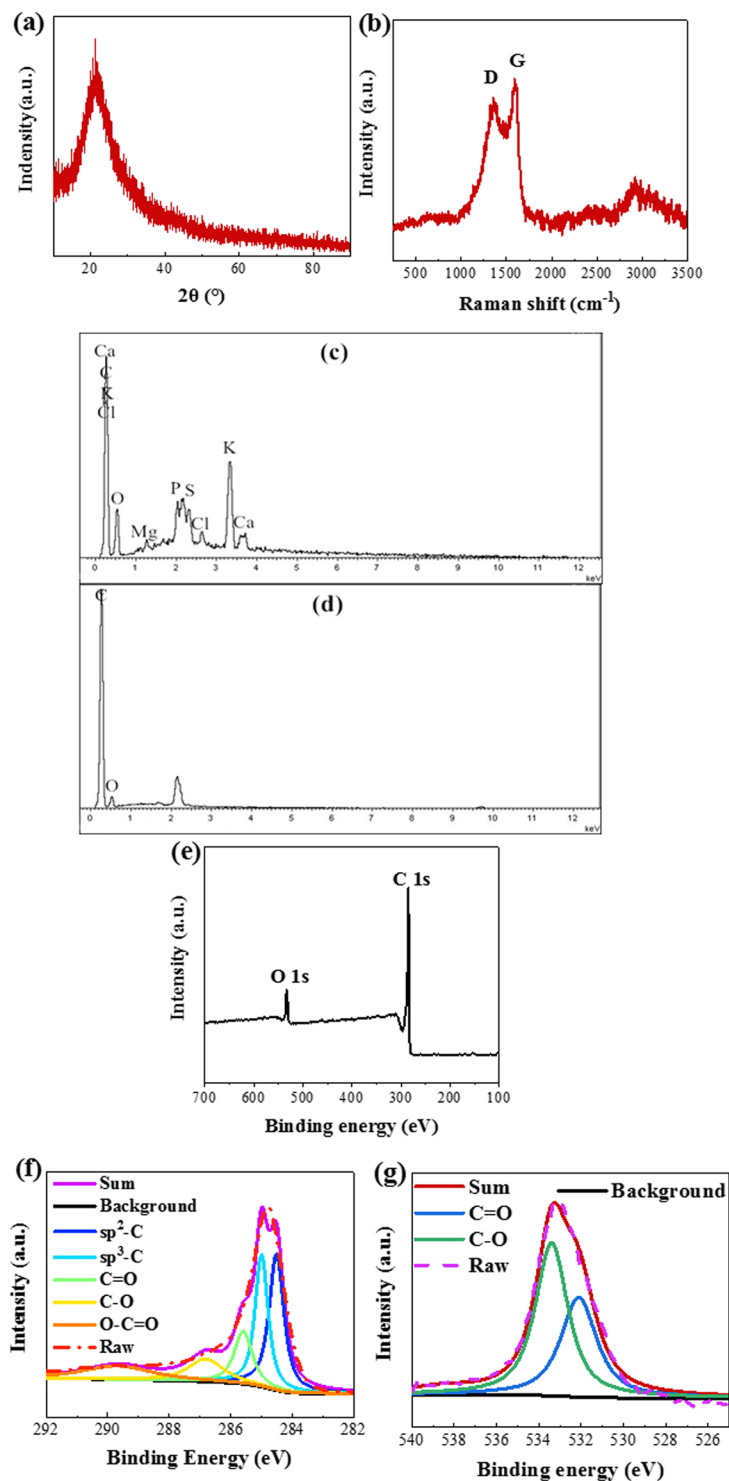 (a)
Indensity(a.u.)
20 40 60 80
2θ (°)
(b)
Intensity (a.u.)
D
G
500 1000 1500 2000 2500 3000 3500
Raman shift (cm⁻¹)
(c)
Ca
C
K
Cl
O
Mg
P
S
Cl
K
Ca
0 1 2 3 4 5 6 7 8 9 10 11 12
keV
(d)
C
O
0 1 2 3 4 5 6 7 8 9 10 11 12
keV
(e)
Intensity (a.u.)
O 1s
C 1s
700 600 500 400 300 200 100
Binding energy (eV)
(f)
Intensity (a.u.)
Sum
Background
sp²-C
sp³-C
C=O
C-O
O-C=O
Raw
292 290 288 286 284 282
Binding Energy (eV)
(g)
Intensity (a.u.)
Sum
C=O
C-O
Raw
Background
540 538 536 534 532 530 528 526
Binding energy (eV)